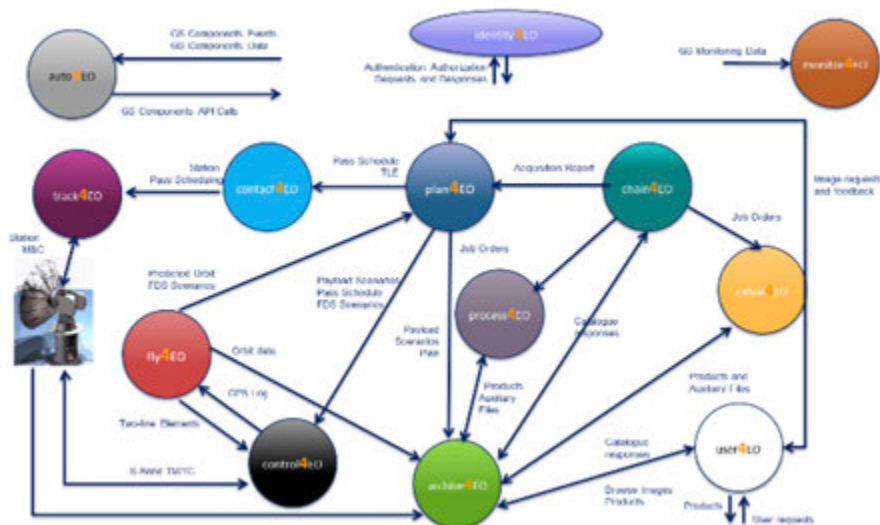 GS Components Events
GS Components Data
auto4EO
GS Components API Calls
identity4EO
Authentication Authorization
Requests and Responses
GS Monitoring Data
monitor4EO
Station
Pass Scheduling
Pass Schedule
TLE
Acquisition Report
Image requests
and feedback
track4EO
contact4EO
plan4EO
chain4EO
Job Orders
Station
M&C
Predicted Orbit
FDS Scenarios
Payload Scenarios
Pass Schedule
FDS Scenarios
Job Orders
process4EO
calval4EO
Catalogue
responses
fly4EO
Orbit data
Payload
Scenarios
Plan
GPS Log
Products
Auxiliary
Files
Products and
Auxiliary Files
Two-line Elements
control4EO
Catalogue
responses
user4EO
S-Band TM/TC
archive4EO
Browse Images
Products
Products
User requests